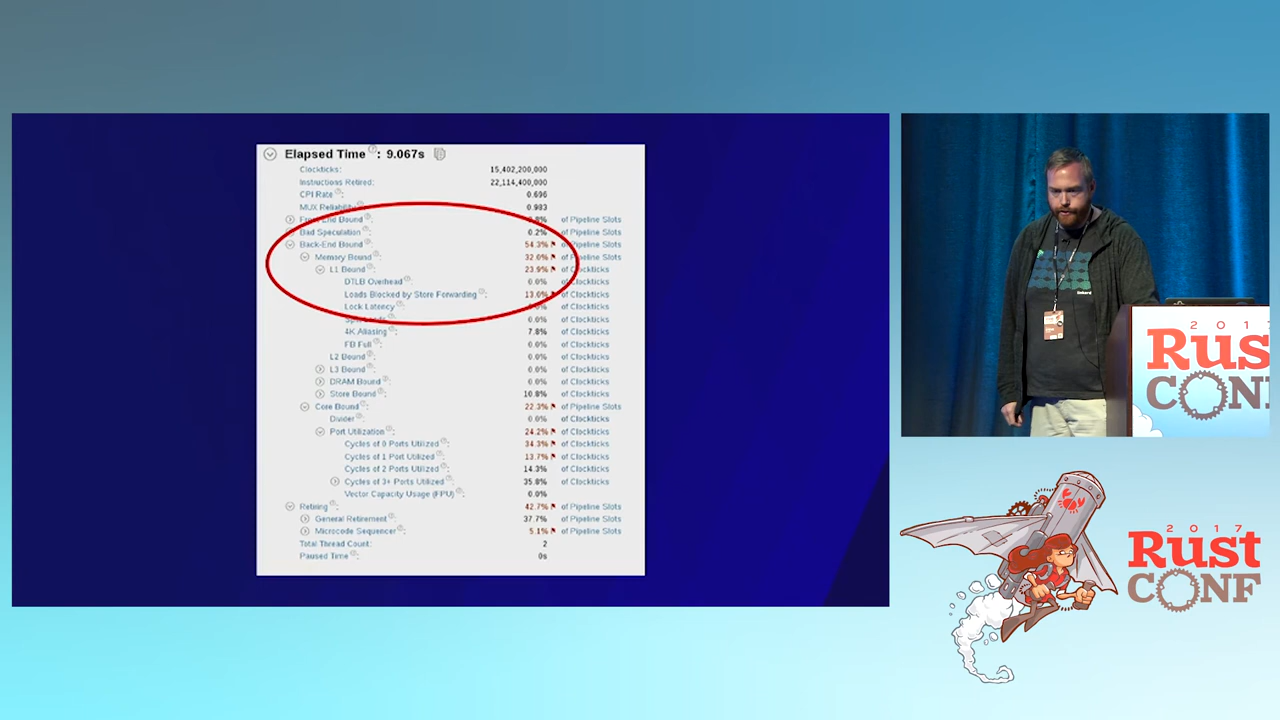 Elapsed Time: 9.067s
Clockticks: 15,402,200,000
Instructions Retired: 22,114,400,000
CPI Rate: 0.696
MUX Reliability: 0.983
Front-End Bound: of Pipeline Slots
Bad Speculation: 0.2% of Pipeline Slots
Back-End Bound: 54.3% of Pipeline Slots
Memory Bound: 32.0% of Pipeline Slots
L1 Bound: 23.9% of Clockticks
DTLB Overhead: 0.0% of Clockticks
Loads Blocked by Store Forwarding: 13.0% of Clockticks
Lock Latency: of Clockticks
0.0% of Clockticks
4K Aliasing: 7.8% of Clockticks
FB Full: 0.0% of Clockticks
L2 Bound: 0.0% of Clockticks
L3 Bound: 0.0% of Clockticks
DRAM Bound: 0.0% of Clockticks
Store Bound: 10.8% of Clockticks
Core Bound: 22.3% of Pipeline Slots
Divider: 0.0% of Clockticks
Port Utilization: 24.2% of Clockticks
Cycles of 0 Ports Utilized: 34.3% of Clockticks
Cycles of 1 Port Utilized: 13.7% of Clockticks
Cycles of 2 Ports Utilized: 14.3% of Clockticks
Cycles of 3+ Ports Utilized: 35.8% of Clockticks
Vector Capacity Usage (FPU): 0.0%
Retiring: 42.7% of Pipeline Slots
General Retirement: 37.7% of Pipeline Slots
Microcode Sequencer: 5.1% of Pipeline Slots
Total Thread Count: 2
Paused Time: 0s
linkerd
201
Rus
CON
2017
Rust
CONF